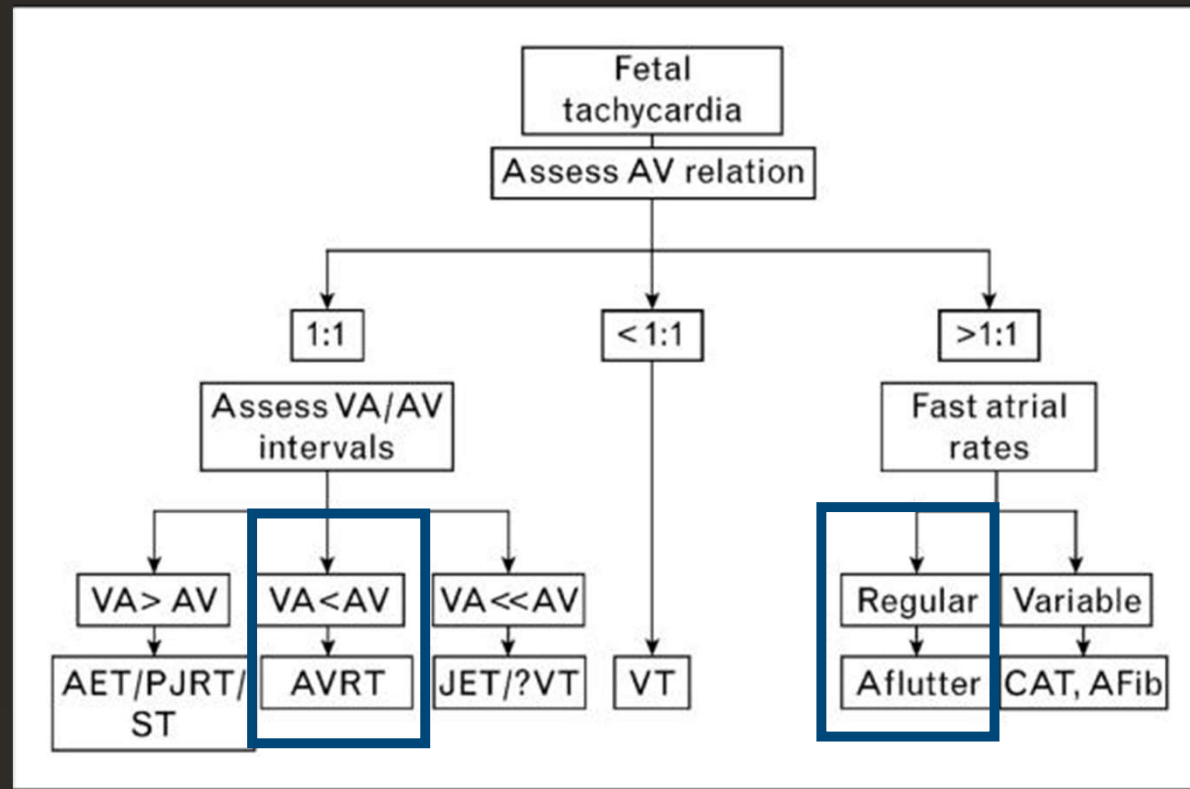 Fetal
tachycardia
Assess AV relation
1:1
< 1:1
>1:1
Assess VA/AV
intervals
Fast atrial
rates
VA> AV
VA<AV
VA<<AV
Regular
Variable
AET/PJRT/
ST
AVRT
JET/?VT
VT
Aflutter
CAT, AFib